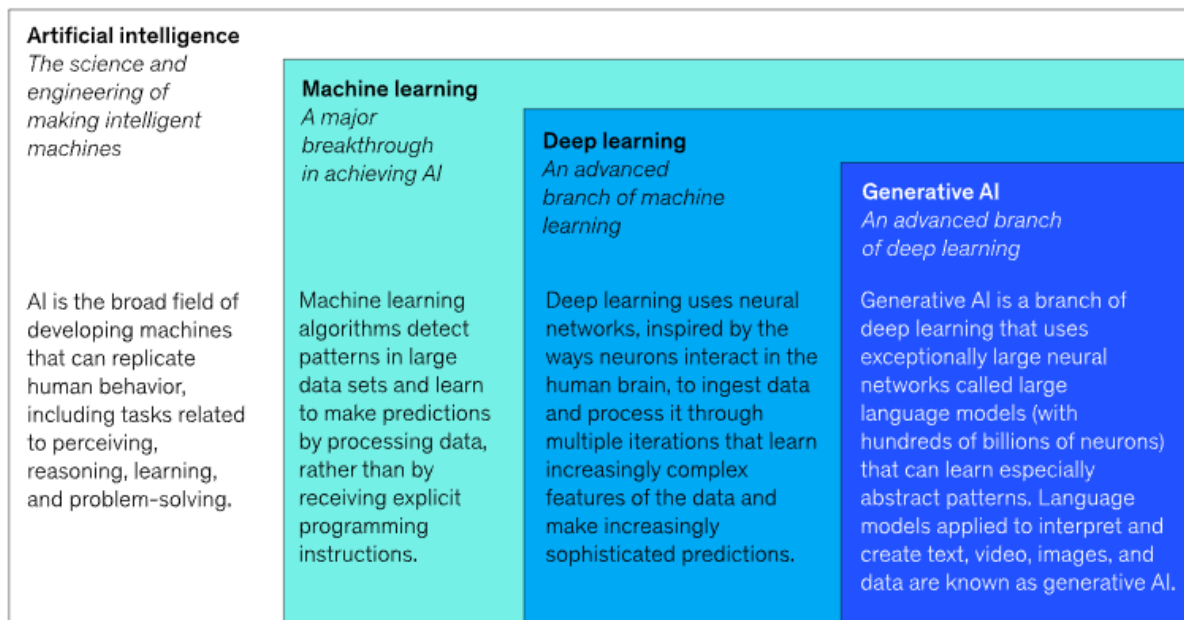 Artificial intelligence
The science and
engineering of
making intelligent
machines
AI is the broad field of
developing machines
that can replicate
human behavior,
including tasks related
to perceiving,
reasoning, learning,
and problem-solving.
Machine learning
A major
breakthrough
in achieving AI
Machine learning
algorithms detect
patterns in large
data sets and learn
to make predictions
by processing data,
rather than by
receiving explicit
programming
instructions.
Deep learning
An advanced
branch of machine
learning
Deep learning uses neural
networks, inspired by the
ways neurons interact in the
human brain, to ingest data
and process it through
multiple iterations that learn
increasingly complex
features of the data and
make increasingly
sophisticated predictions.
Generative AI
An advanced branch
of deep learning
Generative AI is a branch of
deep learning that uses
exceptionally large neural
networks called large
language models (with
hundreds of billions of neurons)
that can learn especially
abstract patterns. Language
models applied to interpret and
create text, video, images, and
data are known as generative AI.